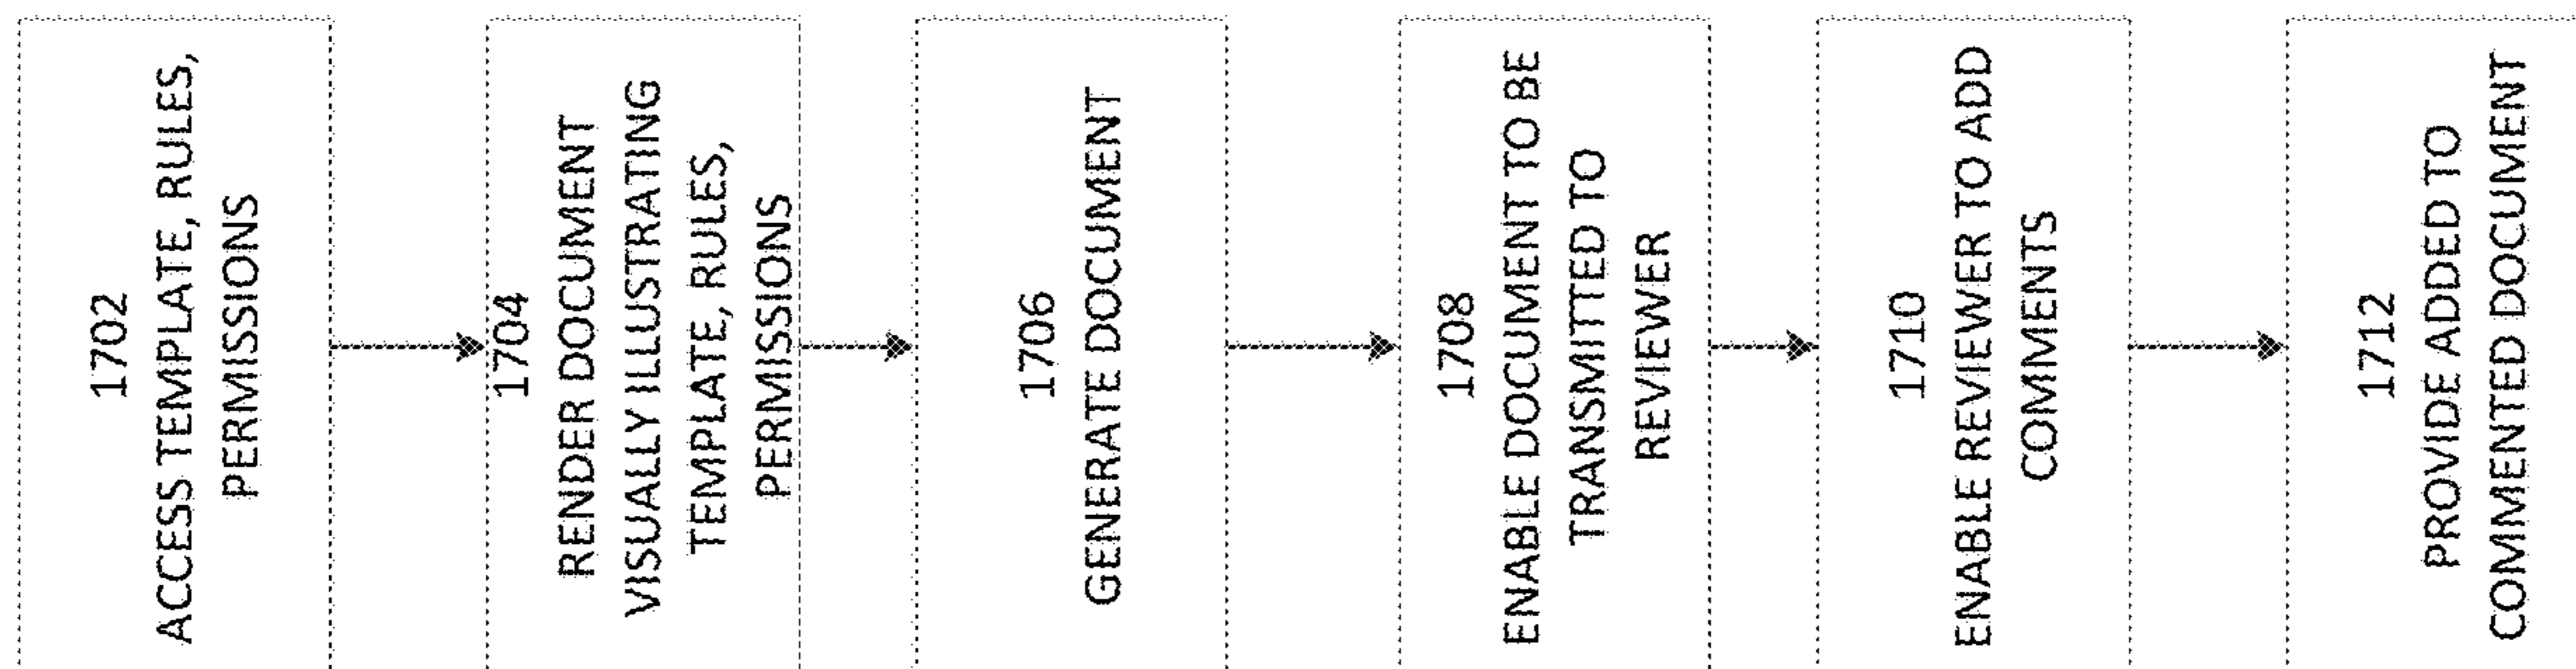 1702
ACCESS TEMPLATE, RULES,
PERMISSIONS
1704
RENDER DOCUMENT
VISUALLY ILLUSTRATING
TEMPLATE, RULES,
PERMISSIONS
1706
GENERATE DOCUMENT
1708
ENABLE DOCUMENT TO BE
TRANSMITTED TO
REVIEWER
1710
ENABLE REVIEWER TO ADD
COMMENTS
1712
PROVIDE ADDED TO
COMMENTED DOCUMENT